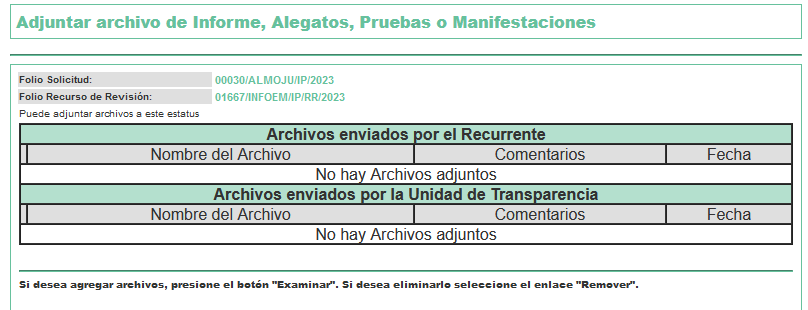 Adjuntar archivo de Informe, Alegatos, Pruebas o Manifestaciones
Folio Solicitud: 00030/ALMOJU/IP/2023
Folio Recurso de Revisión: 01667/INFOEM/IP/RR/2023
Puede adjuntar archivos a este estatus
Archivos enviados por el Recurrente
Nombre del Archivo Comentarios Fecha
No hay Archivos adjuntos
Archivos enviados por la Unidad de Transparencia
Nombre del Archivo Comentarios Fecha
No hay Archivos adjuntos
Si desea agregar archivos, presione el botón "Examinar". Si desea eliminarlo seleccione el enlace "Remover".